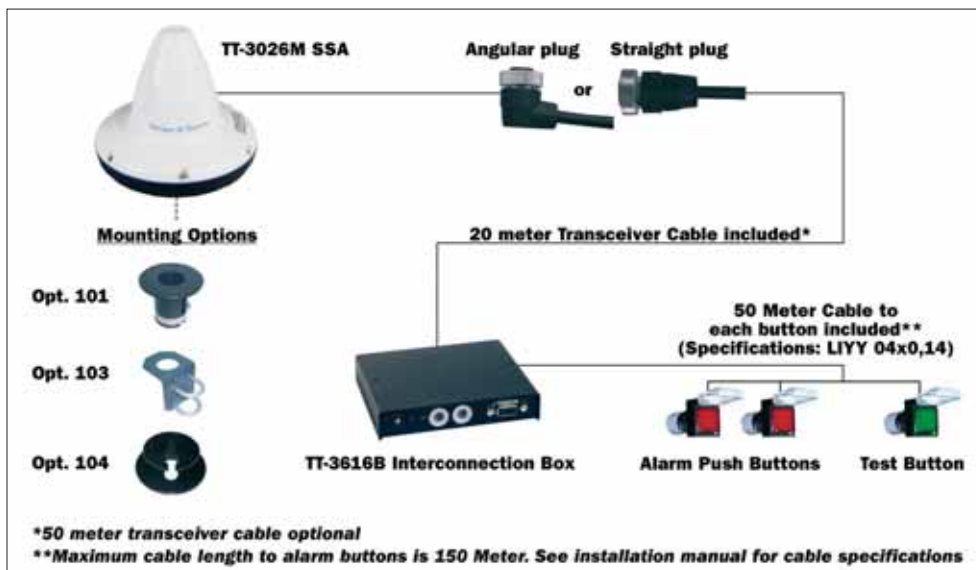 TT-3026M SSA
Angular plug
or
Straight plug
Mounting Options
20 meter Transceiver Cable included*
Opt. 101
50 Meter Cable to
each button included**
(Specifications: LIYY 04x0,14)
Opt. 103
Opt. 104
TT-3616B Interconnection Box
Alarm Push Buttons
Test Button
*50 meter transceiver cable optional
**Maximum cable length to alarm buttons is 150 Meter. See installation manual for cable specifications